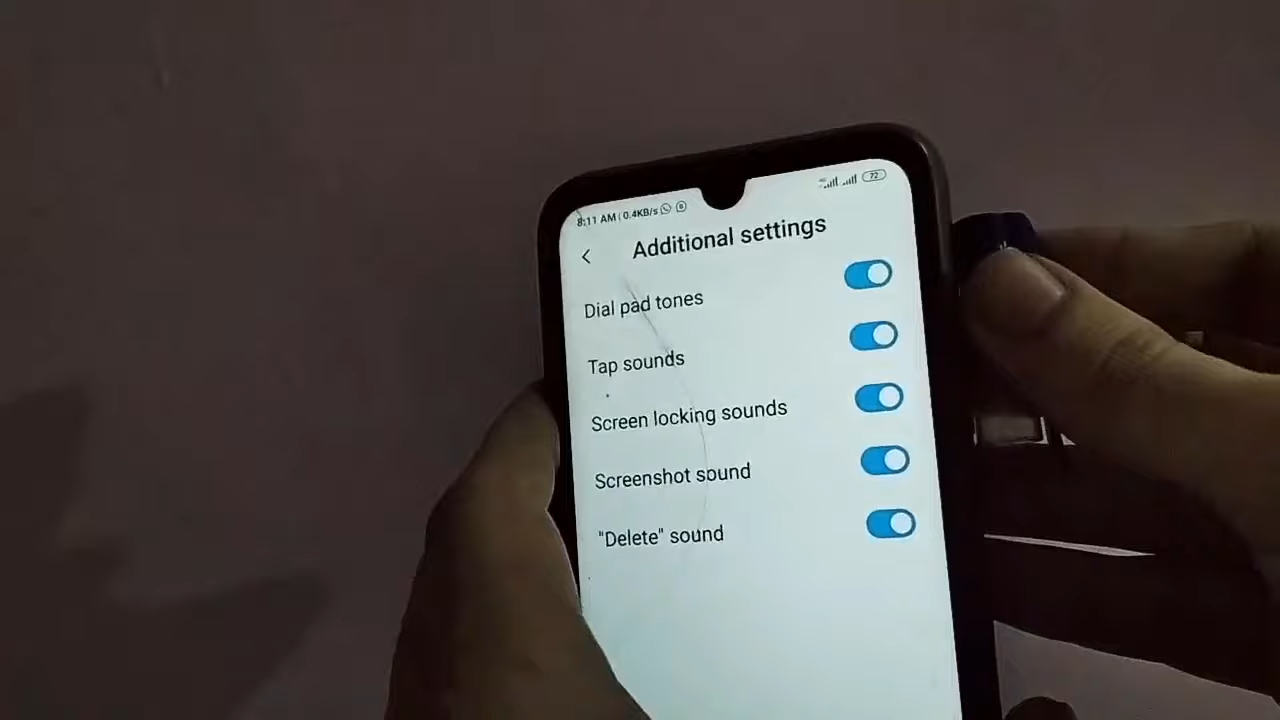 8:11 AM | 0.4KB/s
72
Additional settings
Dial pad tones
Tap sounds
Screen locking sounds
Screenshot sound
"Delete" sound